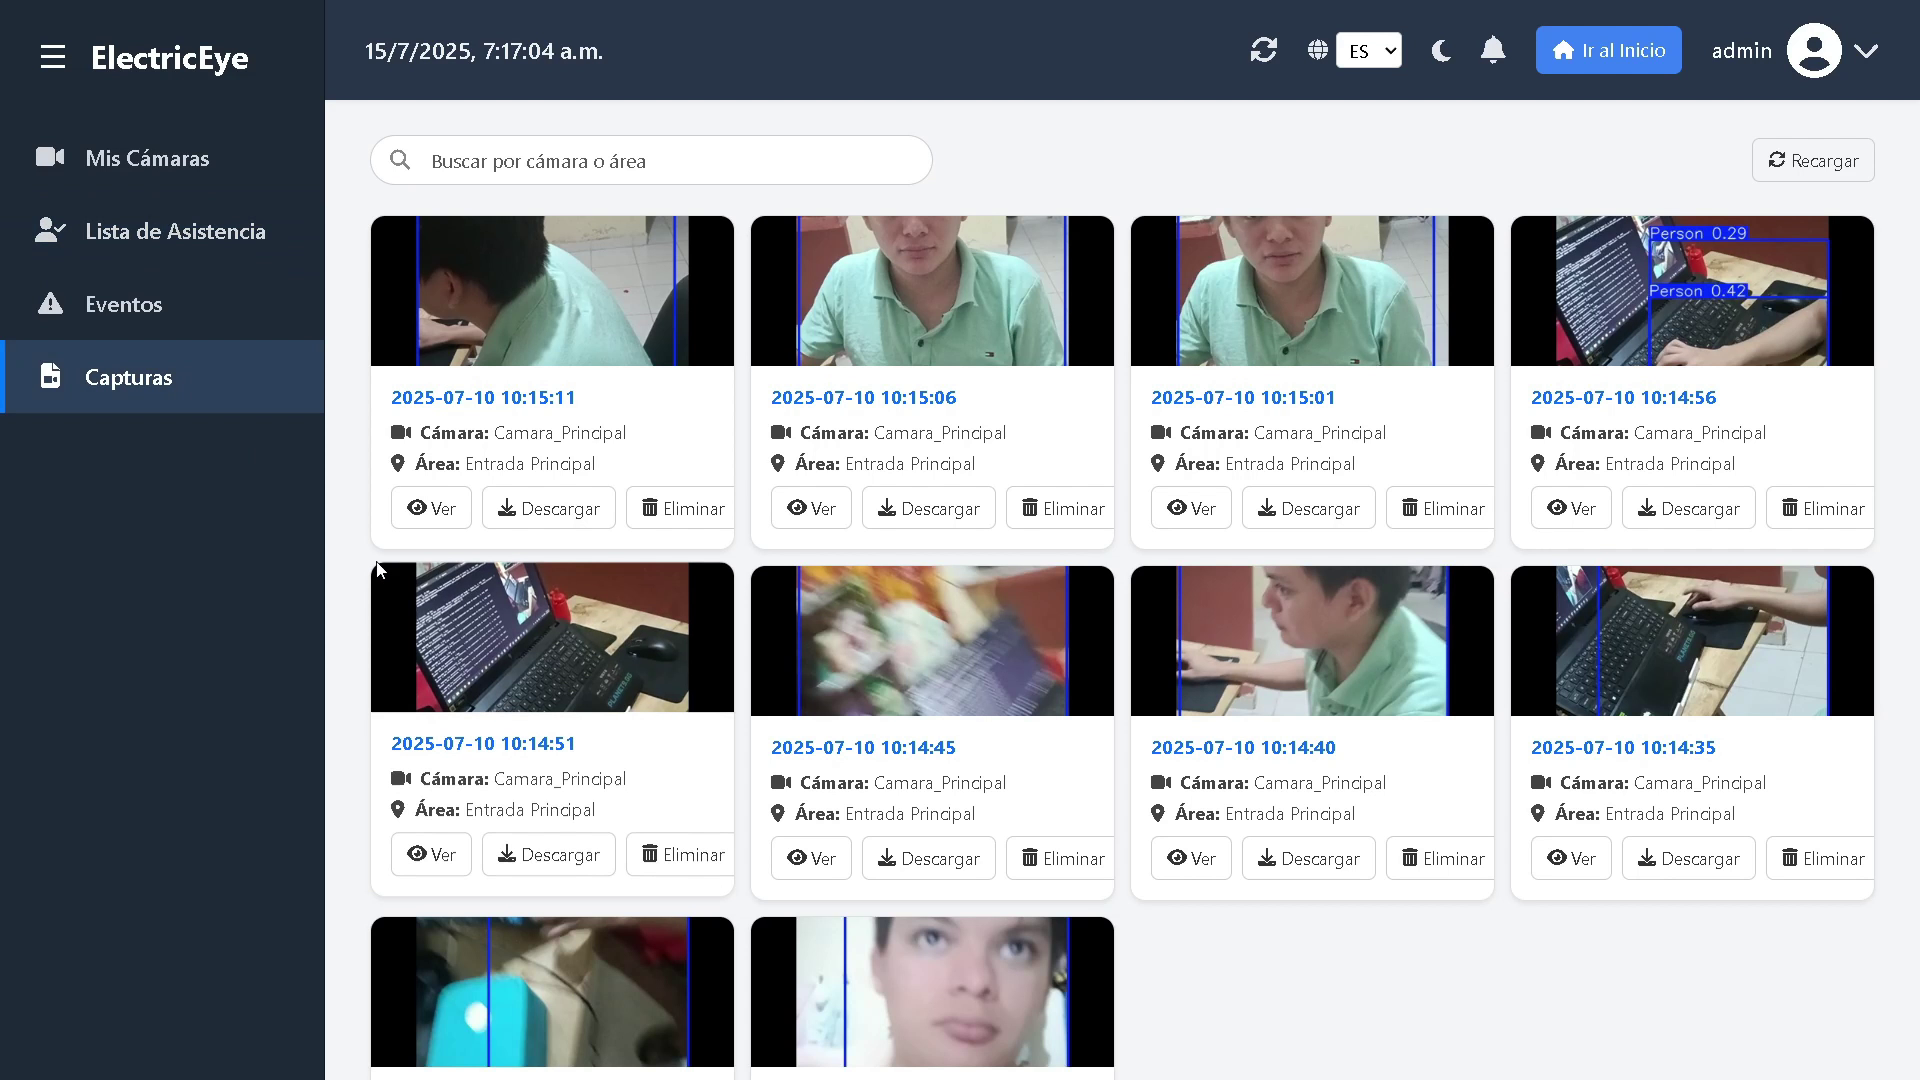 ElectricEye
15/7/2025, 7:17:04 a.m.
ES
Ir al Inicio
admin
Mis Cámaras
Lista de Asistencia
Eventos
Capturas
Buscar por cámara o área
Recargar
Person 0.29
Person 0.42
2025-07-10 10:15:11
Cámara: Camara_Principal
Área: Entrada Principal
Ver Descargar Eliminar
2025-07-10 10:15:06
Cámara: Camara_Principal
Área: Entrada Principal
Ver Descargar Eliminar
2025-07-10 10:15:01
Cámara: Camara_Principal
Área: Entrada Principal
Ver Descargar Eliminar
2025-07-10 10:14:56
Cámara: Camara_Principal
Área: Entrada Principal
Ver Descargar Eliminar
2025-07-10 10:14:51
Cámara: Camara_Principal
Área: Entrada Principal
Ver Descargar Eliminar
2025-07-10 10:14:45
Cámara: Camara_Principal
Área: Entrada Principal
Ver Descargar Eliminar
2025-07-10 10:14:40
Cámara: Camara_Principal
Área: Entrada Principal
Ver Descargar Eliminar
2025-07-10 10:14:35
Cámara: Camara_Principal
Área: Entrada Principal
Ver Descargar Eliminar